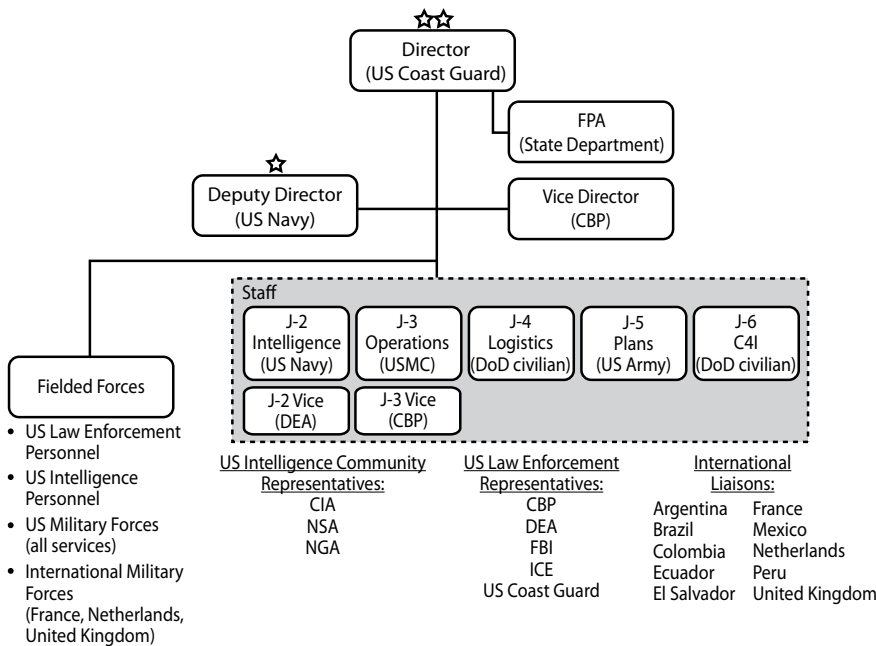 Director
(US Coast Guard)
FPA
(State Department)
Deputy Director
(US Navy)
Vice Director
(CBP)
Staff
J-2
Intelligence
(US Navy)
J-3
Operations
(USMC)
J-4
Logistics
(DoD civilian)
J-5
Plans
(US Army)
J-6
C4I
(DoD civilian)
J-2 Vice
(DEA)
J-3 Vice
(CBP)
Fielded Forces
• US Law Enforcement
Personnel
• US Intelligence
Personnel
• US Military Forces
(all services)
• International Military
Forces
(France, Netherlands,
United Kingdom)
US Intelligence Community
Representatives:
CIA
NSA
NGA
US Law Enforcement
Representatives:
CBP
DEA
FBI
ICE
US Coast Guard
International
Liaisons:
Argentina
Brazil
Colombia
Ecuador
El Salvador
France
Mexico
Netherlands
Peru
United Kingdom